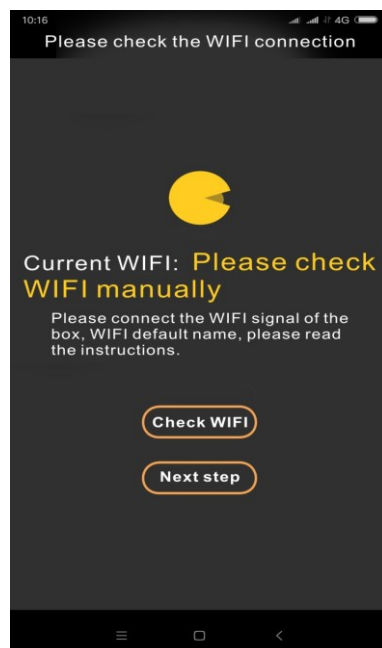 10:16
4G
Please check the WIFI connection
Current WIFI: Please check
WIFI manually
Please connect the WIFI signal of the
box, WIFI default name, please read
the instructions.
Check WIFI
Next step